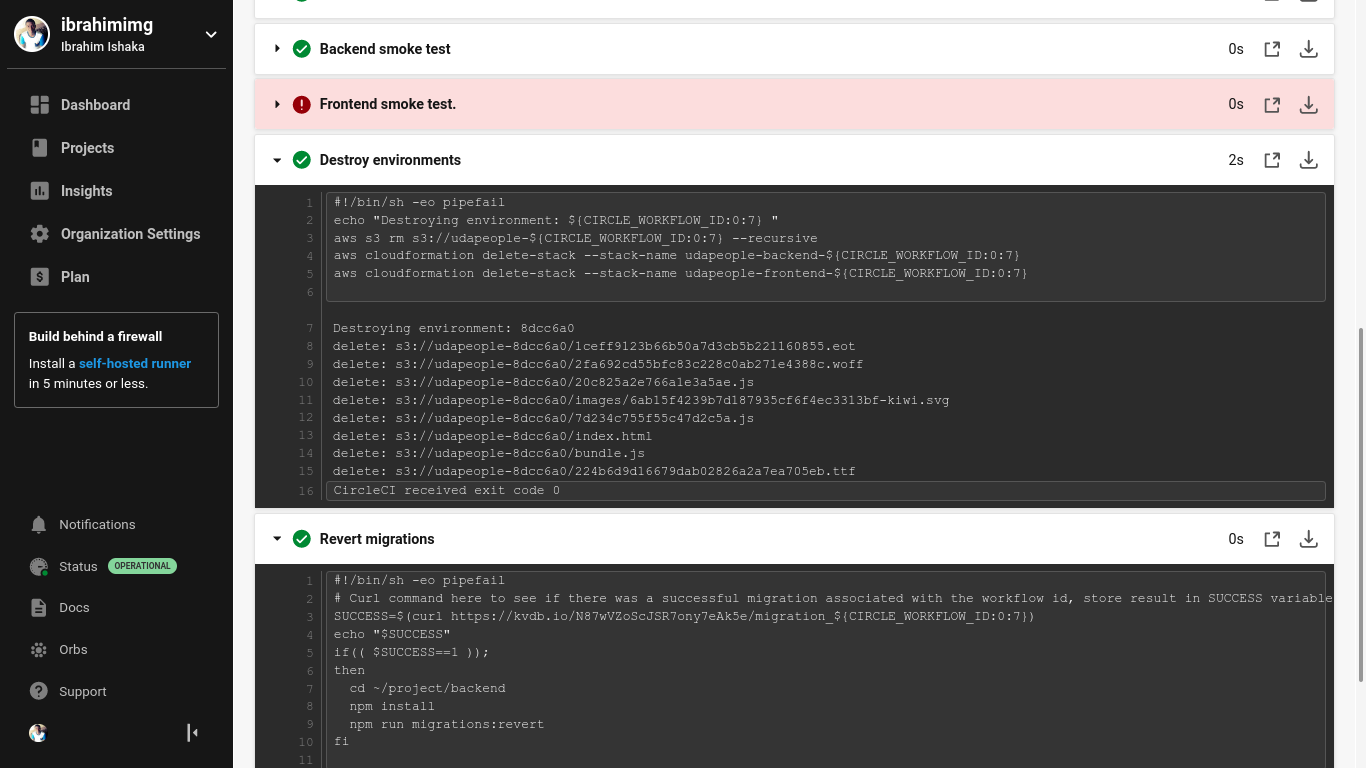 ibrahimimg
Ibrahim Ishaka
Dashboard
Projects
Insights
Organization Settings
Plan
Build behind a firewall
Install a self-hosted runner
in 5 minutes or less.
Notifications
Status OPERATIONAL
Docs
Orbs
Support
Backend smoke test 0s
Frontend smoke test. 0s
Destroy environments 2s
1 #!/bin/sh -eo pipefail
2 echo "Destroying environment: ${CIRCLE_WORKFLOW_ID:0:7} "
3 aws s3 rm s3://udapeople-${CIRCLE_WORKFLOW_ID:0:7} --recursive
4 aws cloudformation delete-stack --stack-name udapeople-backend-${CIRCLE_WORKFLOW_ID:0:7}
5 aws cloudformation delete-stack --stack-name udapeople-frontend-${CIRCLE_WORKFLOW_ID:0:7}
6
7 Destroying environment: 8dcc6a0
8 delete: s3://udapeople-8dcc6a0/1ceff9123b66b50a7d3cb5b221160855.eot
9 delete: s3://udapeople-8dcc6a0/2fa692cd55bfc83c228c0ab271e4388c.woff
10 delete: s3://udapeople-8dcc6a0/20c825a2e766a1e3a5ae.js
11 delete: s3://udapeople-8dcc6a0/images/6ab15f4239b7d187935cf6f4ec3313bf-kiwi.svg
12 delete: s3://udapeople-8dcc6a0/7d234c755f55c47d2c5a.js
13 delete: s3://udapeople-8dcc6a0/index.html
14 delete: s3://udapeople-8dcc6a0/bundle.js
15 delete: s3://udapeople-8dcc6a0/224b6d9d16679dab02826a2a7ea705eb.ttf
16 CircleCI received exit code 0
Revert migrations 0s
1 #!/bin/sh -eo pipefail
2 # Curl command here to see if there was a successful migration associated with the workflow id, store result in SUCCESS variable
3 SUCCESS=$(curl https://kvdb.io/N87wVZoScJSR7ony7eAk5e/migration_${CIRCLE_WORKFLOW_ID:0:7})
4 echo "$SUCCESS"
5 if(( $SUCCESS==1 ));
6 then
7 cd ~/project/backend
8 npm install
9 npm run migrations:revert
10 fi
11